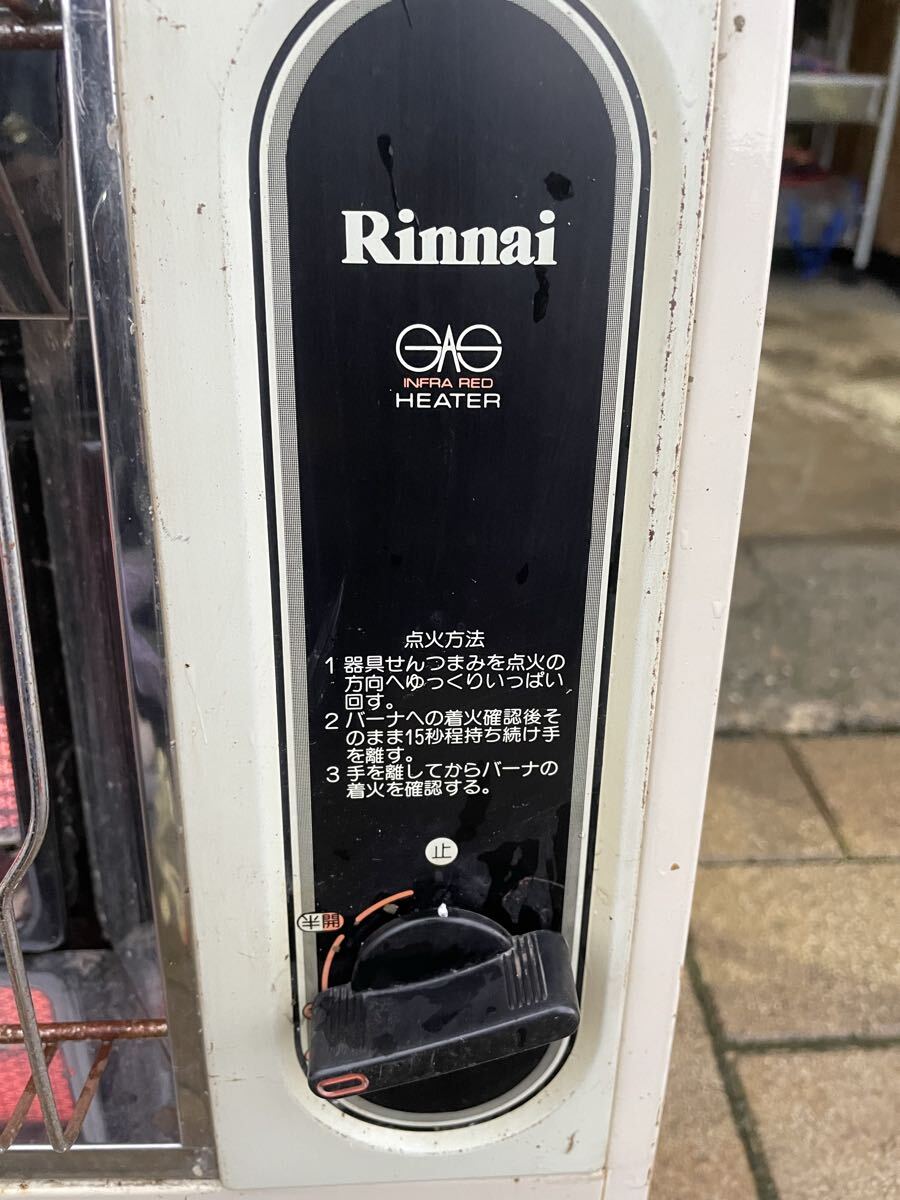 Rinnai
GAS
INFRA RED
HEATER
点火方法
1 器具せんつまみを点火の
方向へゆっくりいっぱい
回す。
2 バーナへの着火確認後そ
のまま15秒程持ち続け手
を離す。
3 手を離してからバーナの
着火を確認する。
止
開